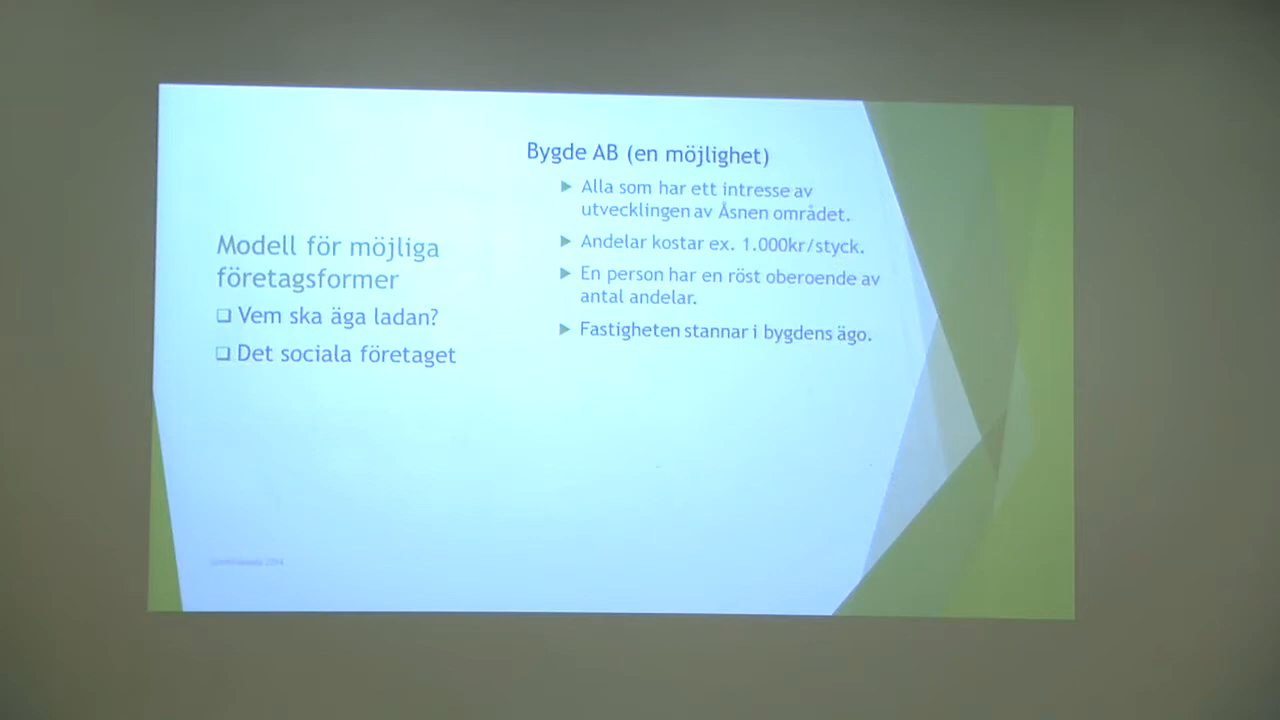 Modell för möjliga
företagsformer
❑ Vem ska äga ladan?
❑ Det sociala företaget
Bygde AB (en möjlighet)
▶ Alla som har ett intresse av
utvecklingen av Åsnen området.
▶ Andelar kostar ex. 1.000kr/styck.
▶ En person har en röst oberoende av
antal andelar.
▶ Fastigheten stannar i bygdens ägo.